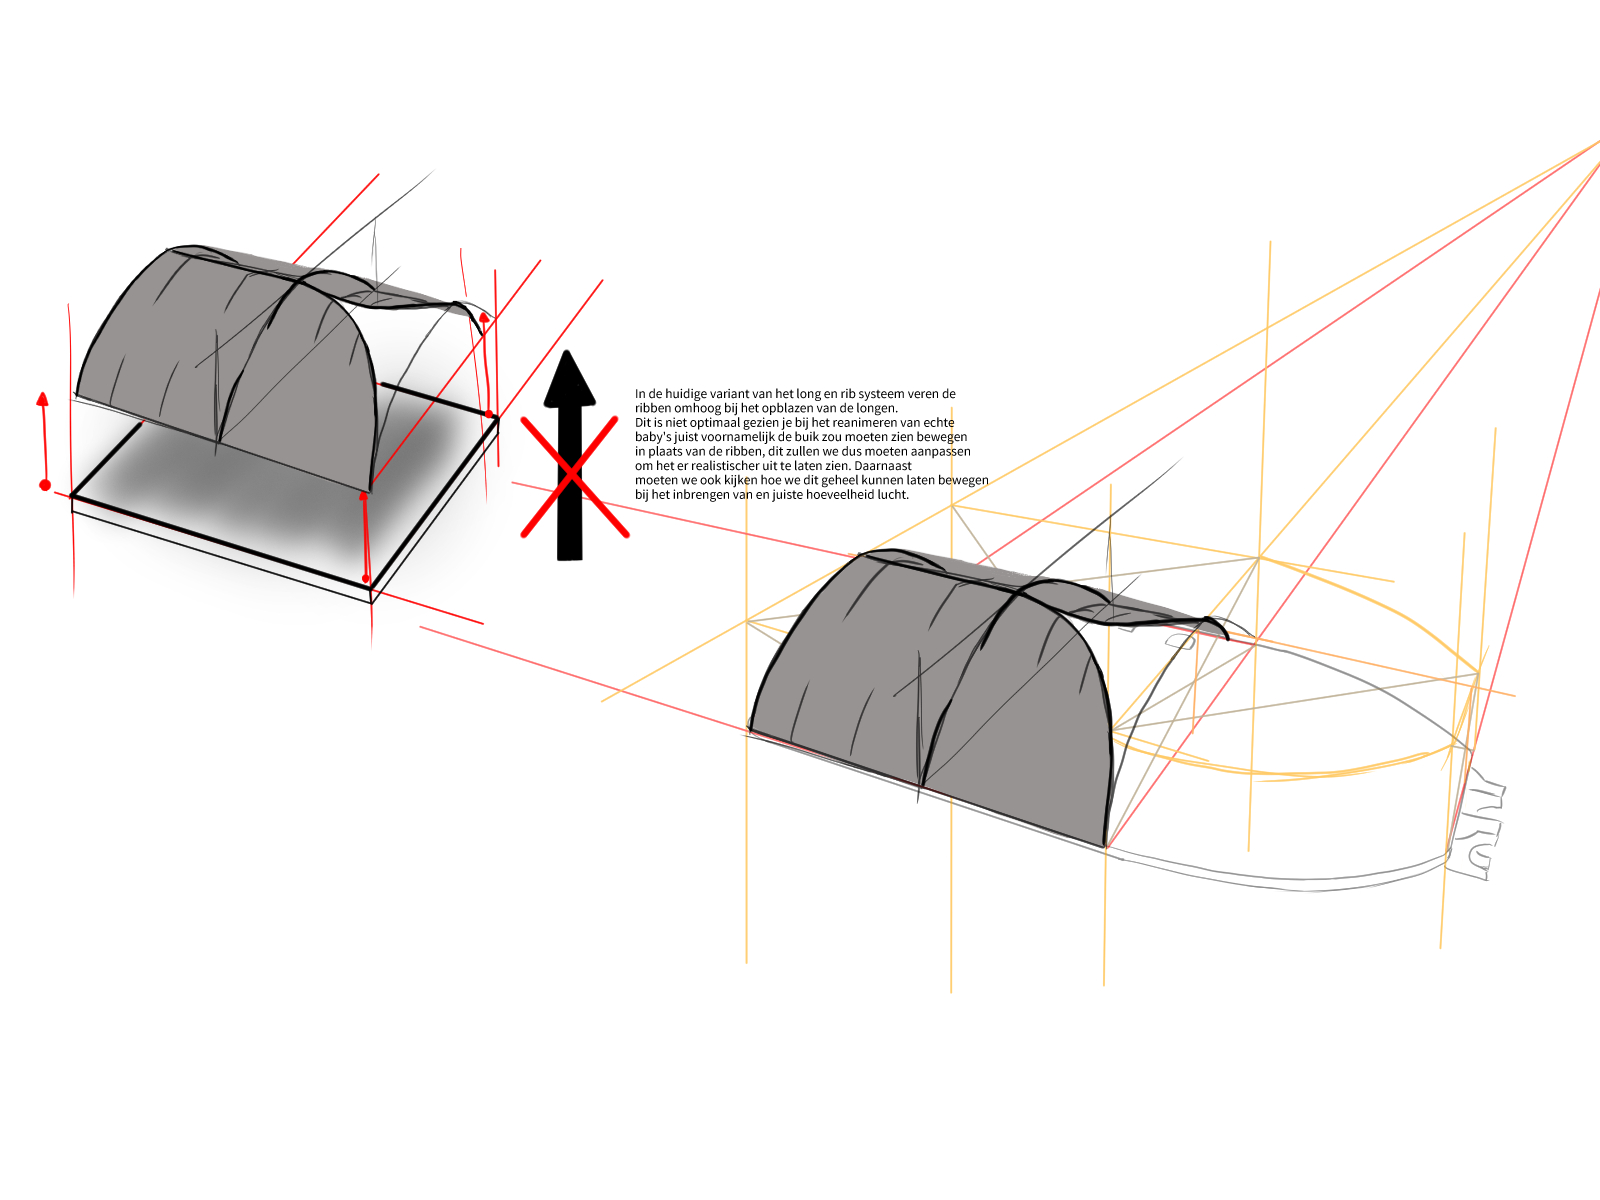 In de huidige variant van het long en rib systeem veren de
ribben omhoog bij het opblazen van de longen.
Dit is niet optimaal gezien je bij het reanimeren van echte
baby's juist voornamelijk de buik zou moeten zien bewegen
in plaats van de ribben, dit zullen we dus moeten aanpassen
om het er realistischer uit te laten zien. Daarnaast
moeten we ook kijken hoe we dit geheel kunnen laten bewegen
bij het inbrengen van en juiste hoeveelheid lucht.